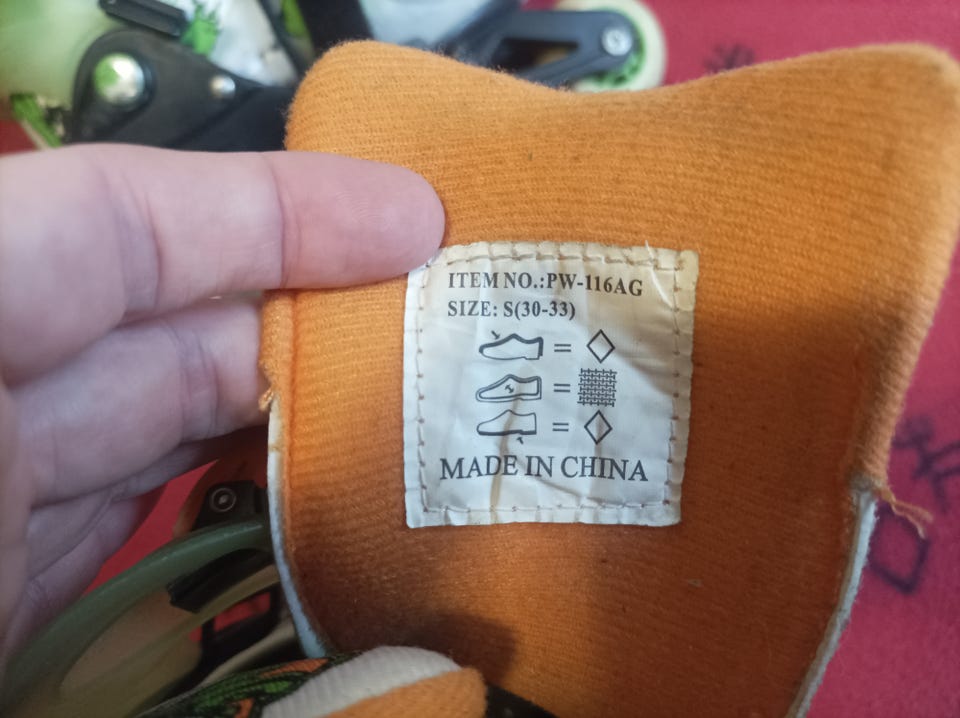 ITEM NO.:PW-116AG
SIZE: S(30-33)
=
=
=
MADE IN CHINA